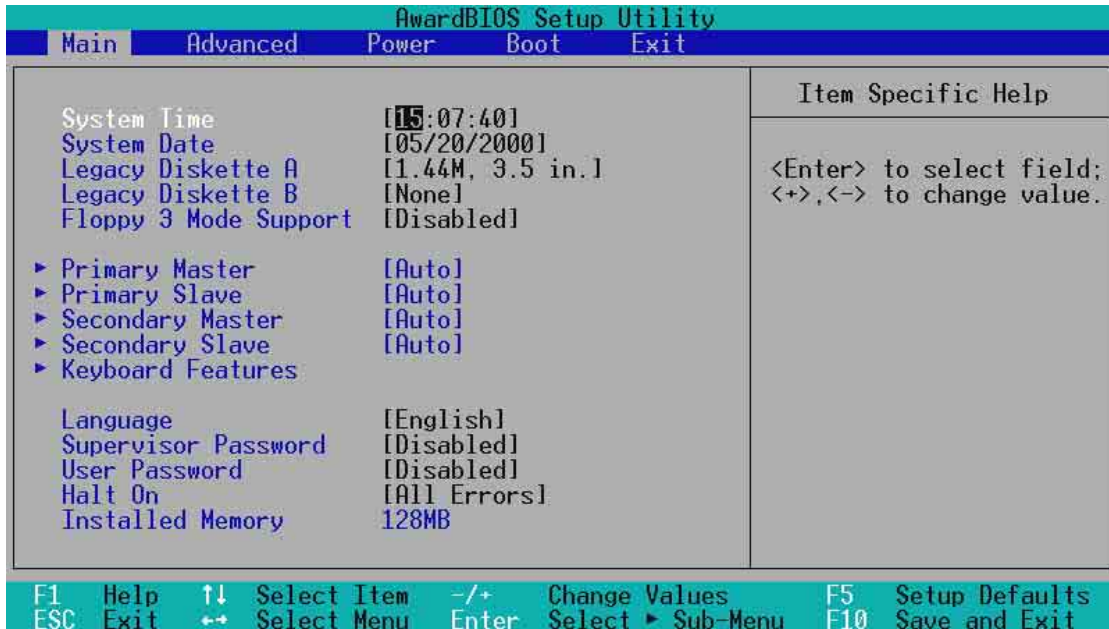 AwardBIOS Setup Utility
Main Advanced Power Boot Exit
Item Specific Help
System Time [15:07:40]
System Date [05/20/2000]
Legacy Diskette A [1.44M, 3.5 in.]
Legacy Diskette B [None]
Floppy 3 Mode Support [Disabled]
<Enter> to select field;
<+>,<-> to change value.
► Primary Master [Auto]
► Primary Slave [Auto]
► Secondary Master [Auto]
► Secondary Slave [Auto]
► Keyboard Features
Language [English]
Supervisor Password [Disabled]
User Password [Disabled]
Halt On [All Errors]
Installed Memory 128MB
F1 Help ↑↓ Select Item -/+ Change Values F5 Setup Defaults
ESC Exit ←→ Select Menu Enter Select ► Sub-Menu F10 Save and Exit